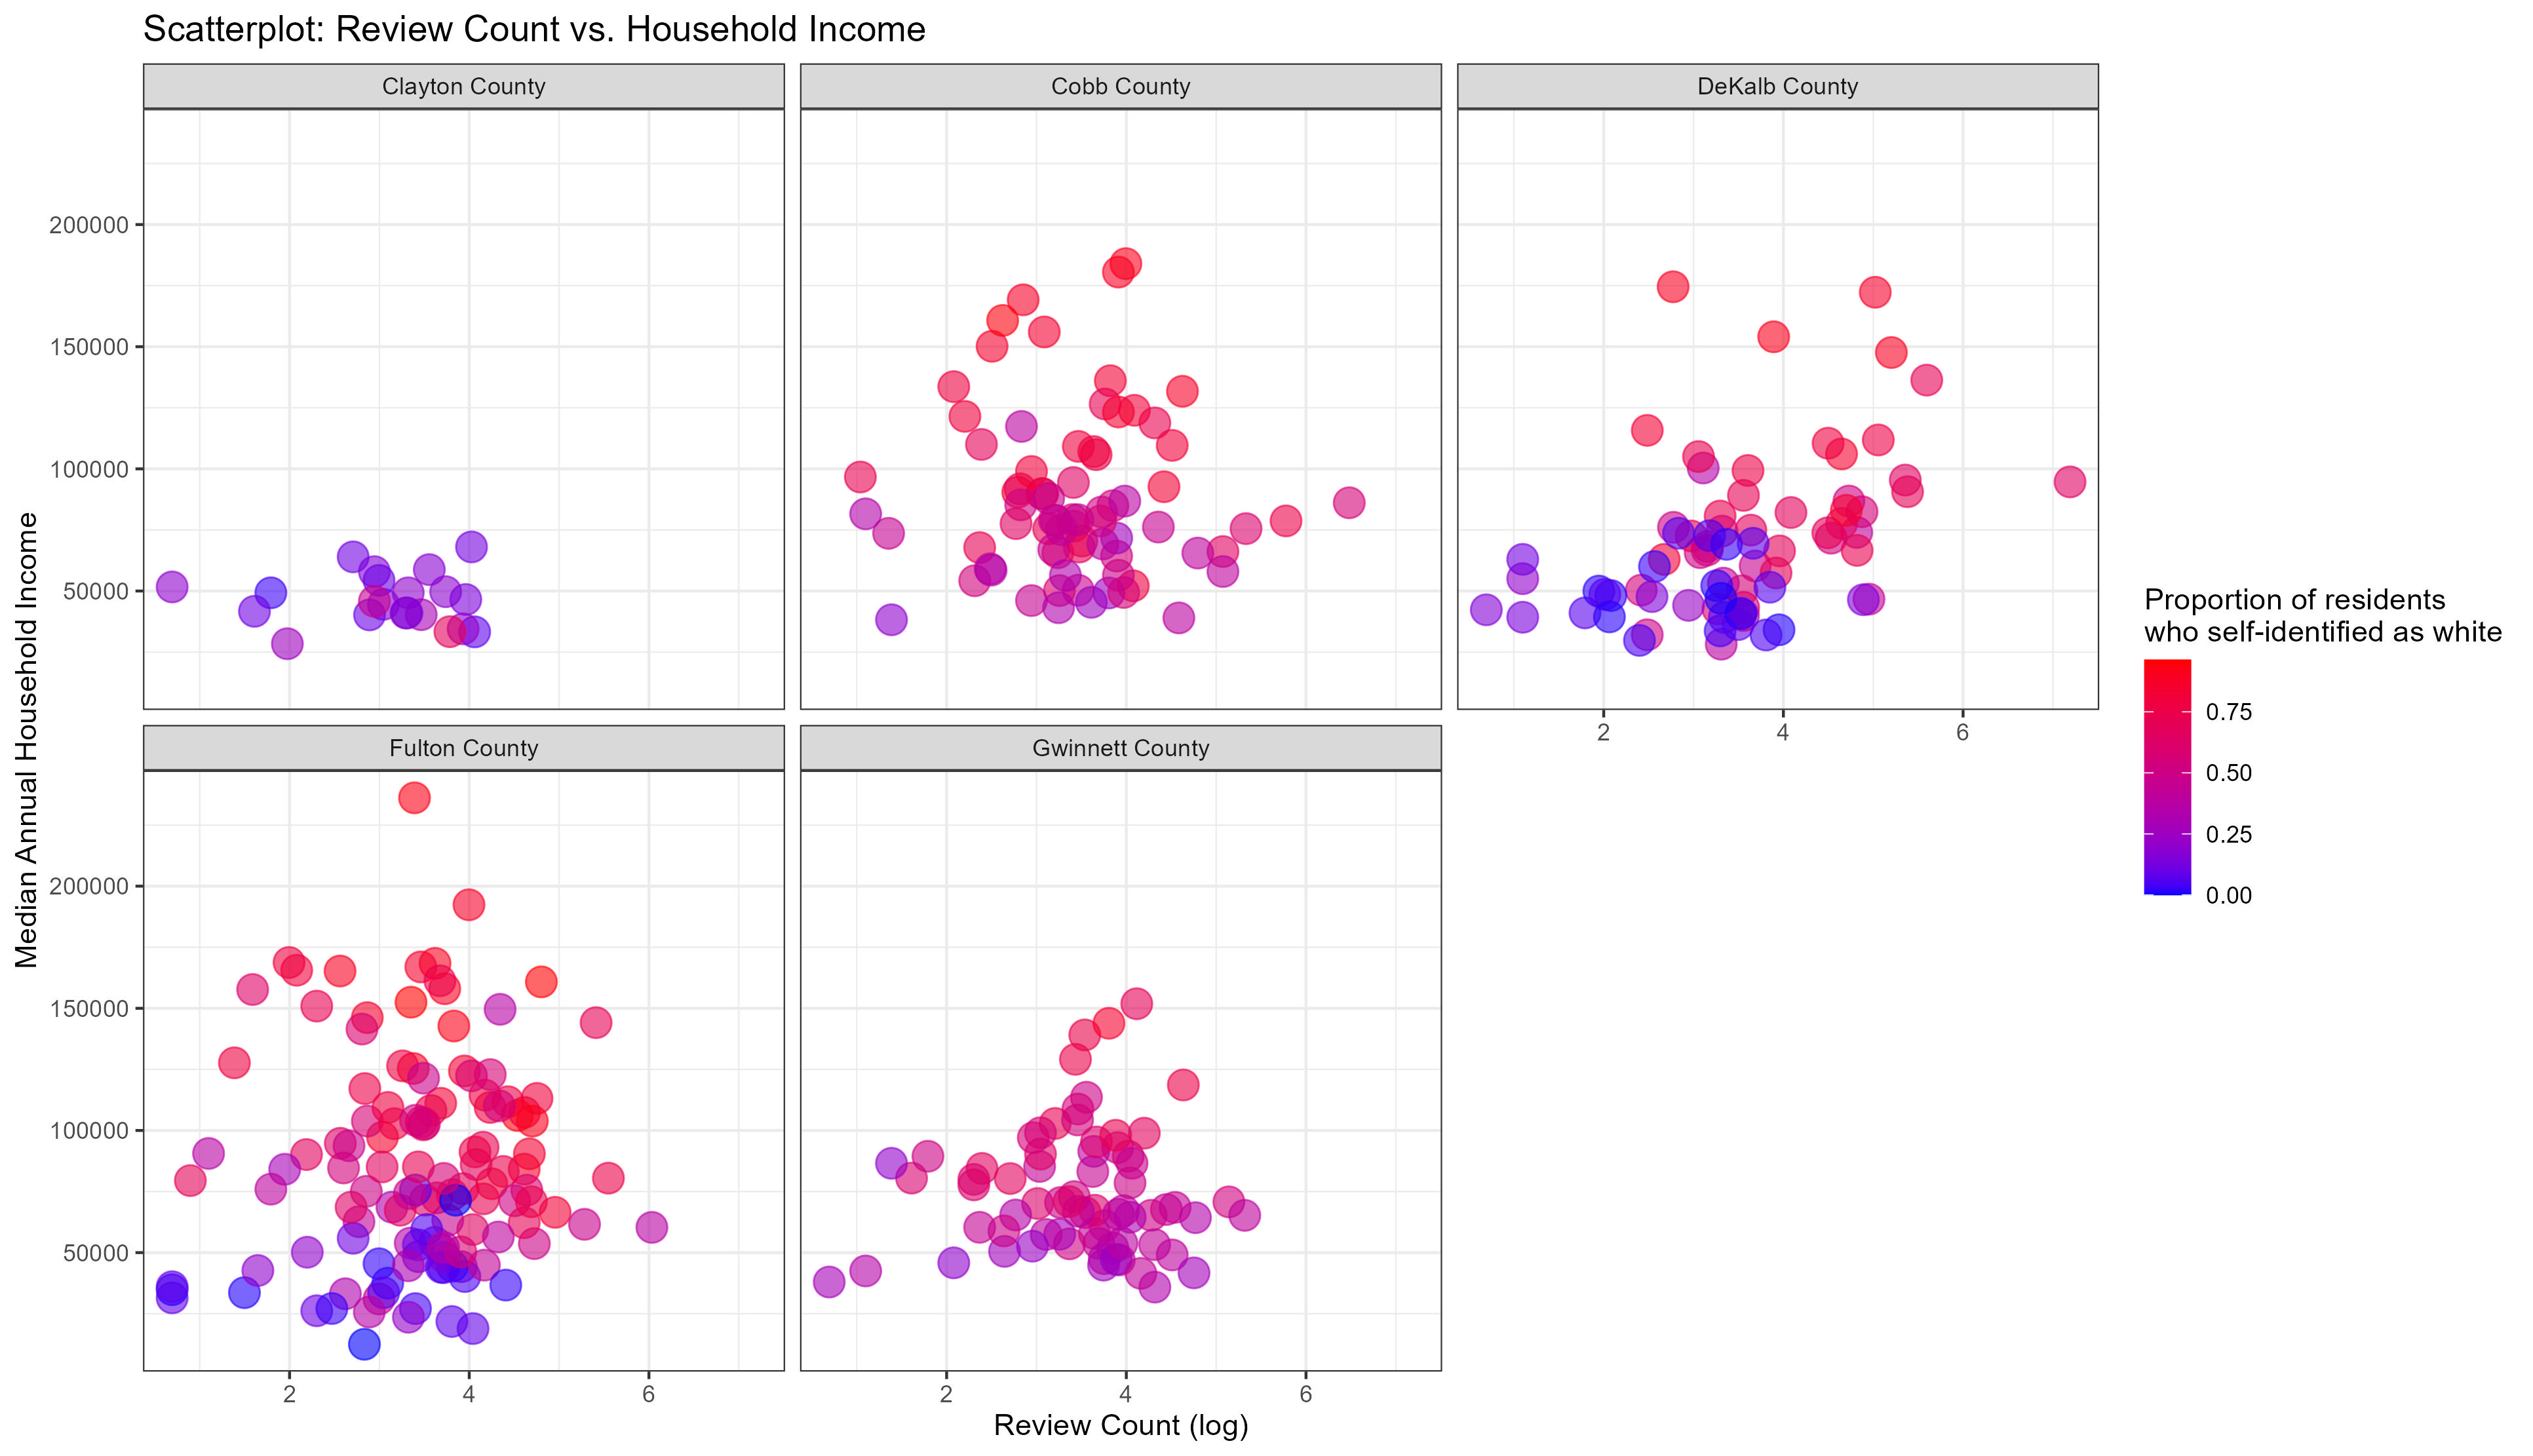 Scatterplot: Review Count vs. Household Income
Clayton County
Cobb County
DeKalb County
200000
150000
100000
50000
2
4
6
Fulton County
Gwinnett County
200000
150000
100000
50000
2
4
6
2
4
6
Median Annual Household Income
Review Count (log)
Proportion of residents
who self-identified as white
0.75
0.50
0.25
0.00